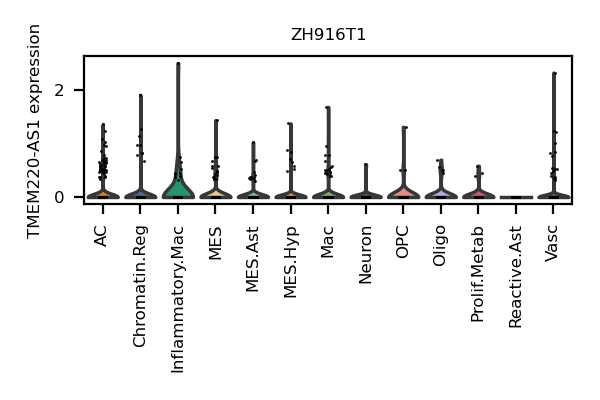 ZH916T1
TMEM220-AS1 expression
2
0
AC
Chromatin.Reg
Inflammatory.Mac
MES
MES.Ast
MES.Hyp
Mac
Neuron
OPC
Oligo
Prolif.Metab
Reactive.Ast
Vasc